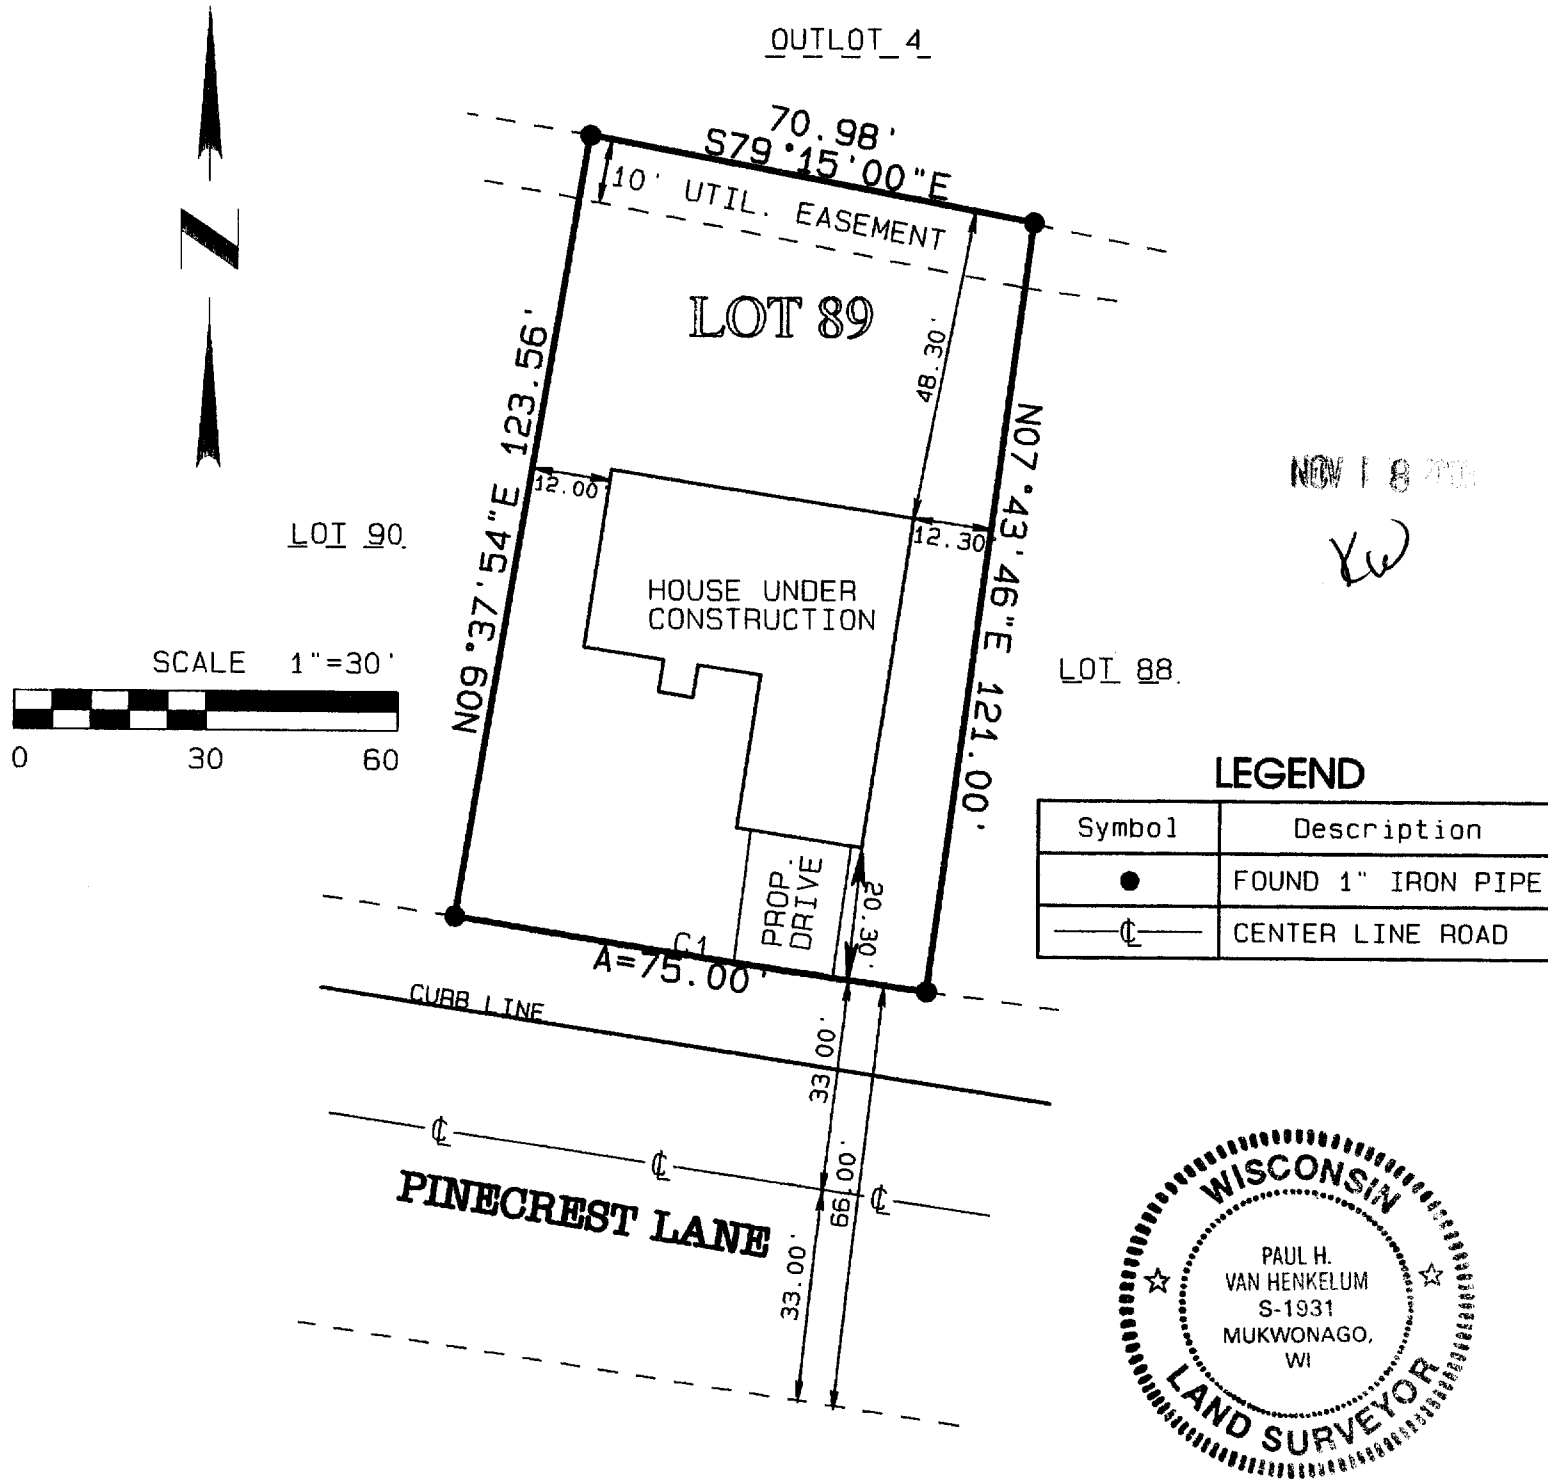 OUTLOT 4
70.98'
S79°15'00"E
10' UTIL. EASEMENT
N
LOT 89
48.30'
N09°37'54"E 123.56'
N07°43'46"E 121.00'
12.00'
12.30
NOV 18
KW
LOT 90
HOUSE UNDER
CONSTRUCTION
SCALE 1"=30'
0 30 60
LOT 88
LEGEND
Symbol Description
FOUND 1" IRON PIPE
℄ CENTER LINE ROAD
PROP.
DRIVE
20.30'
C1
A=75.00'
CURB LINE
33.00'
℄ ℄ ℄
66.00'
PINECREST LANE
33.00'
WISCONSIN
PAUL H.
VAN HENKELUM
S-1931
MUKWONAGO,
WI
LAND SURVEYOR